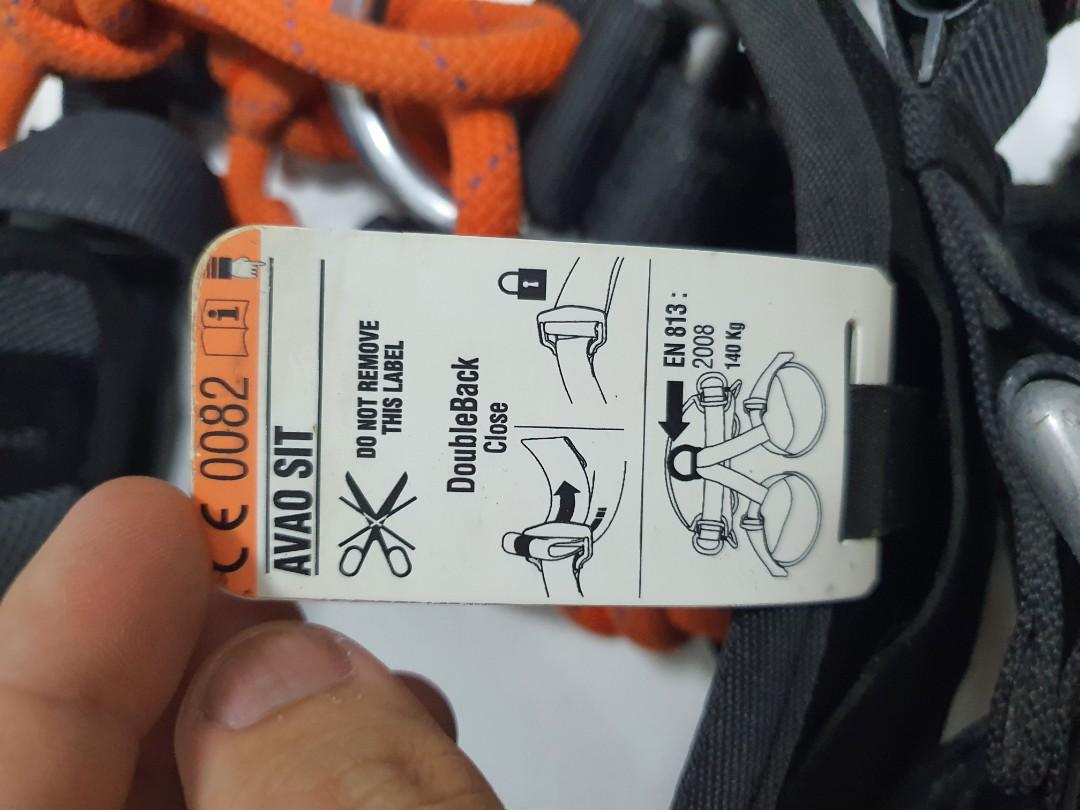 CE 0082
AVAO SIT
DO NOT REMOVE
THIS LABEL
DoubleBack
Close
EN 813 :
2008
140 Kg